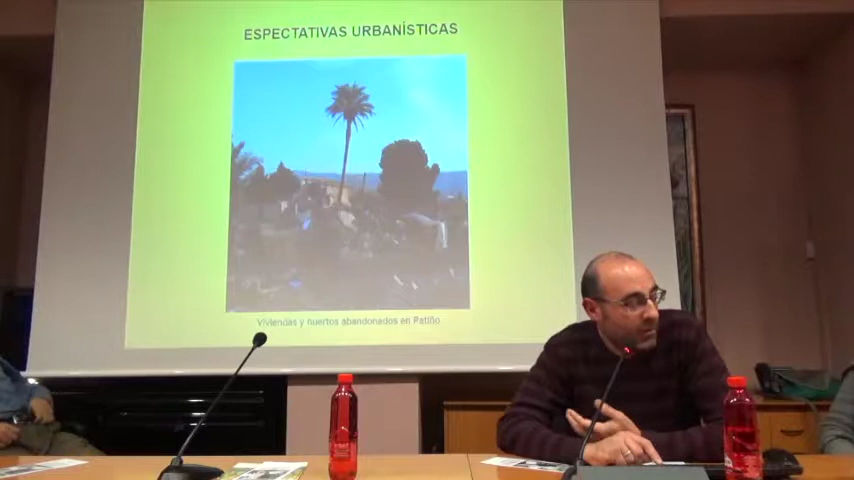 ESPECTATIVAS URBANÍSTICAS
Viviendas y huertos abandonados en Patiño